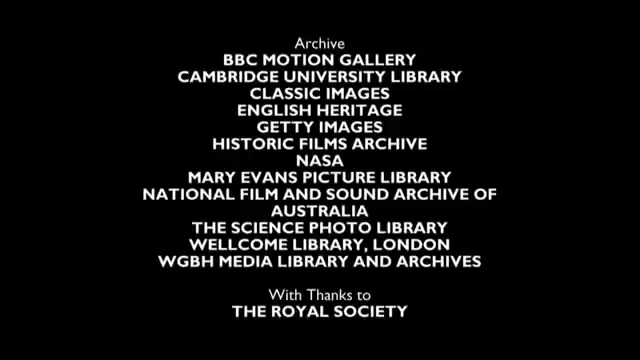 Archive
BBC MOTION GALLERY
CAMBRIDGE UNIVERSITY LIBRARY
CLASSIC IMAGES
ENGLISH HERITAGE
GETTY IMAGES
HISTORIC FILMS ARCHIVE
NASA
MARY EVANS PICTURE LIBRARY
NATIONAL FILM AND SOUND ARCHIVE OF
AUSTRALIA
THE SCIENCE PHOTO LIBRARY
WELLCOME LIBRARY, LONDON
WGBH MEDIA LIBRARY AND ARCHIVES
With Thanks to
THE ROYAL SOCIETY